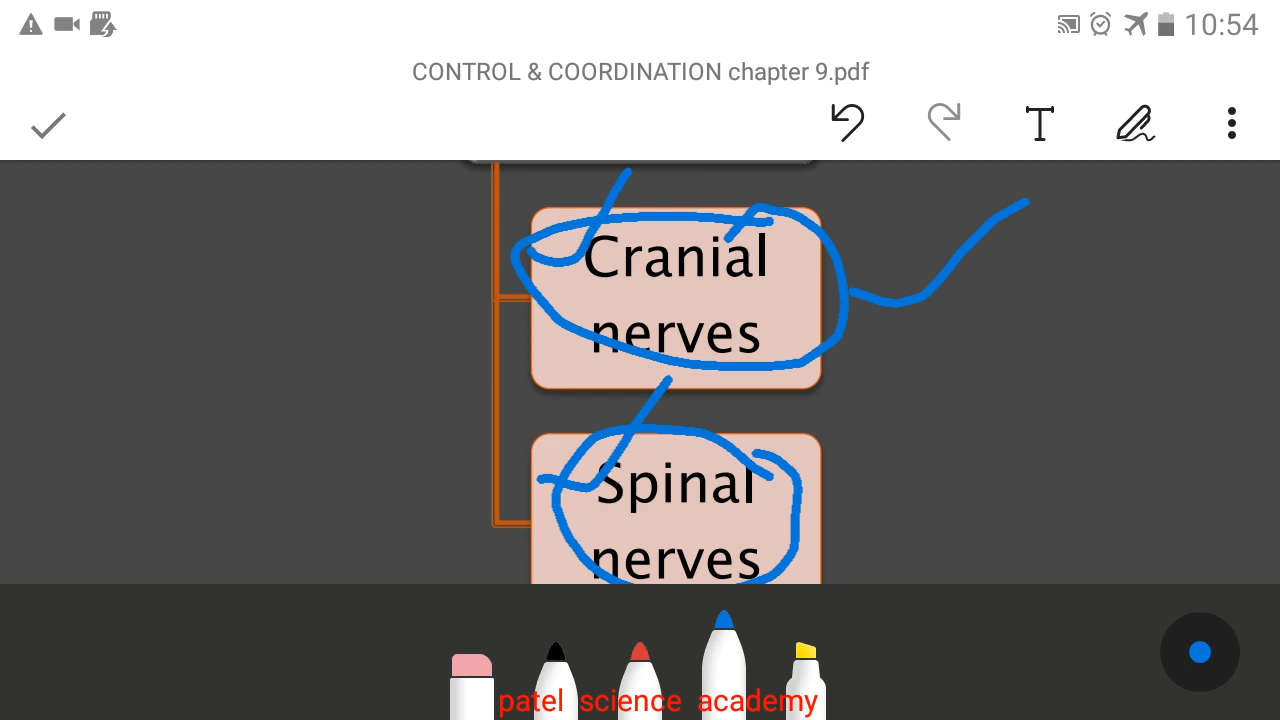 10:54
CONTROL & COORDINATION chapter 9.pdf
T
Cranial
nerves
Spinal
nerves
patel science academy